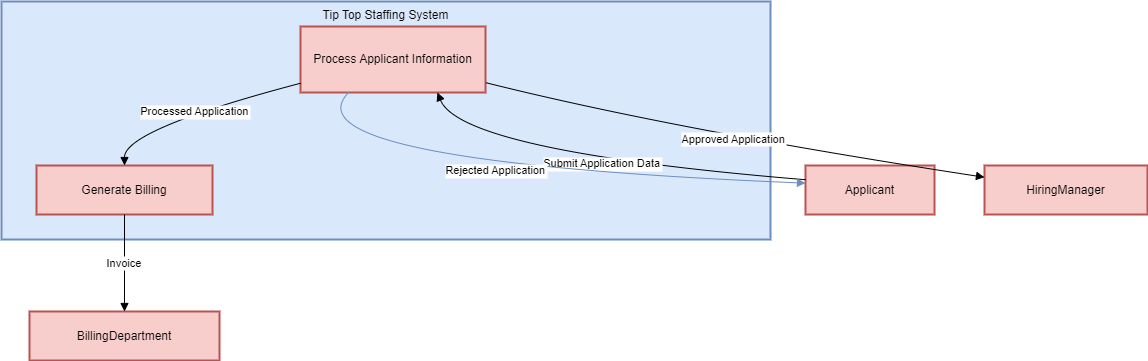 Tip Top Staffing System
Process Applicant Information
Processed Application
Approved Application
Submit Application Data
Rejected Application
Generate Billing
Applicant
HiringManager
Invoice
BillingDepartment